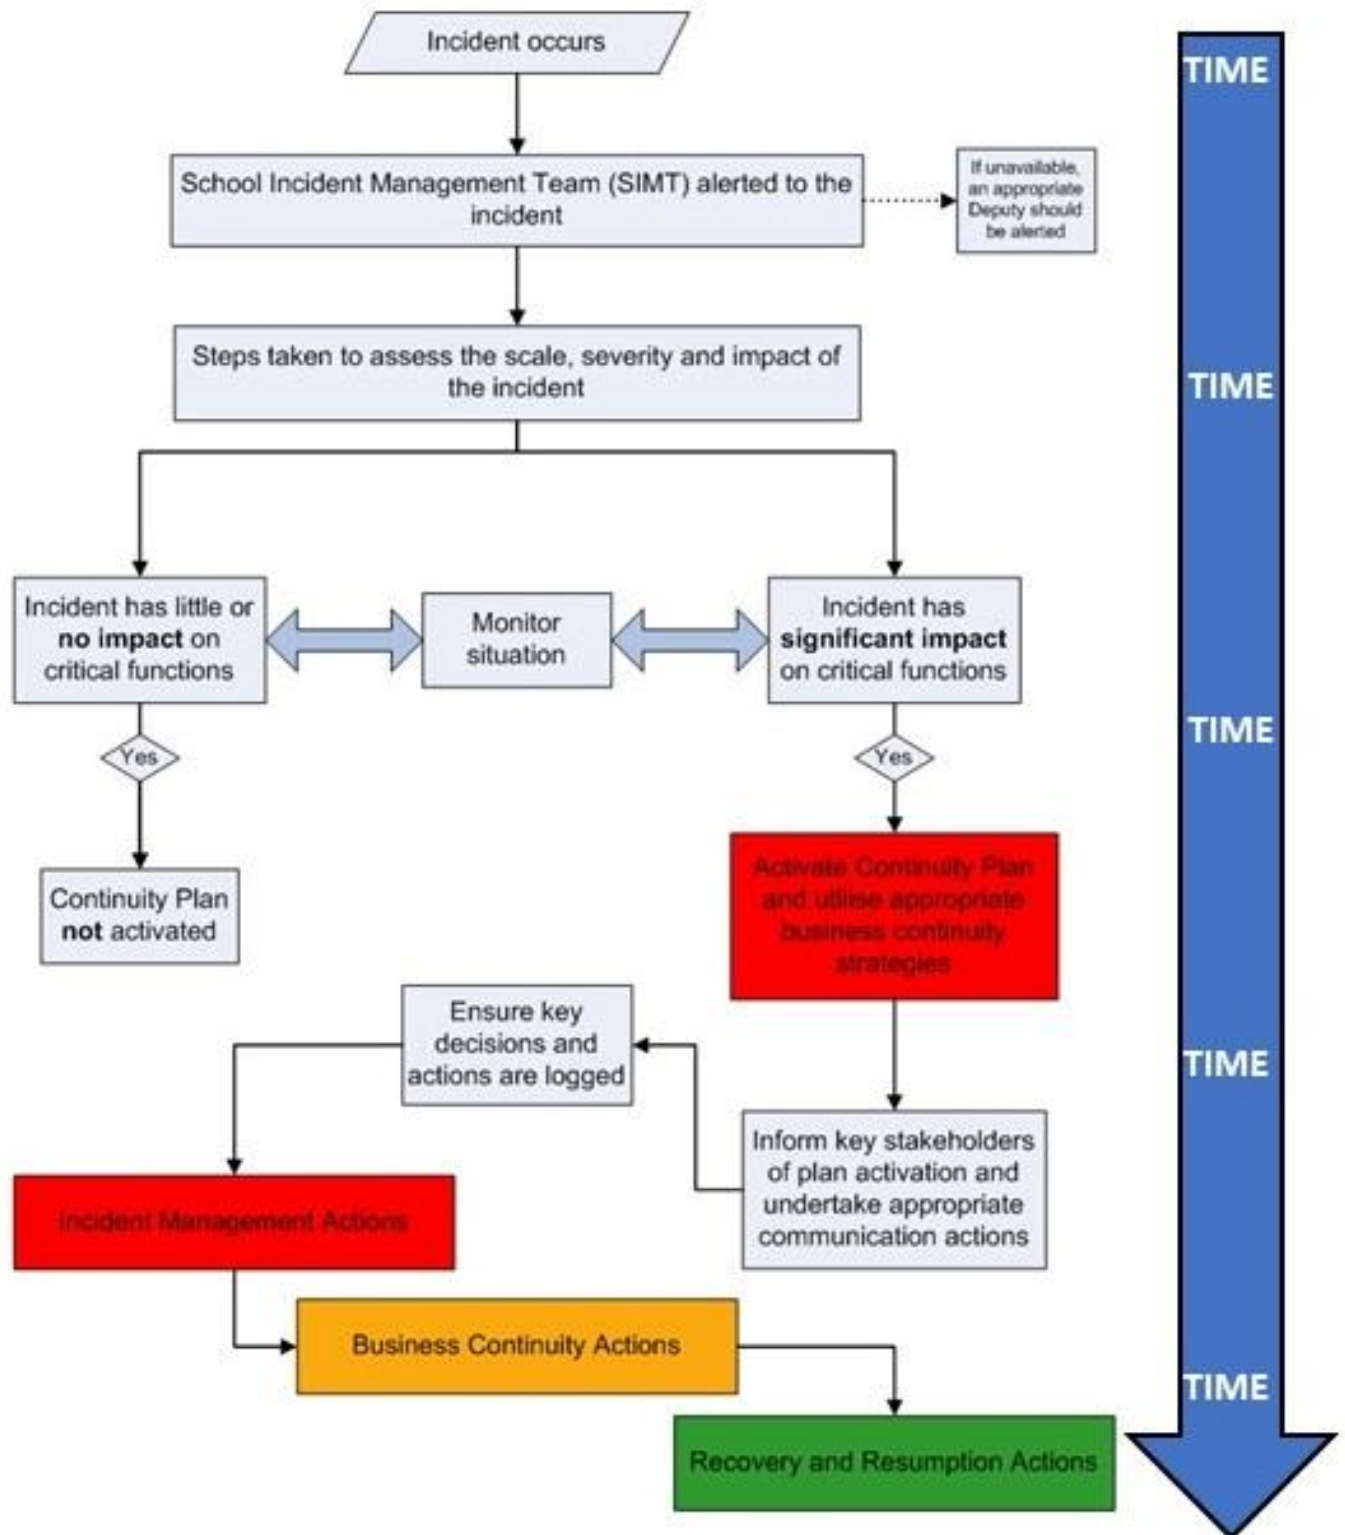 Incident occurs
School Incident Management Team (SIMT) alerted to the
incident
If unavailable,
an appropriate
Deputy should
be alerted
Steps taken to assess the scale, severity and impact of
the incident
Incident has little or
no impact on
critical functions
Monitor
situation
Incident has
significant impact
on critical functions
Yes
Yes
Continuity Plan
not activated
Activate Continuity Plan
and utilise appropriate
business continuity
strategies
Ensure key
decisions and
actions are logged
Inform key stakeholders
of plan activation and
undertake appropriate
communication actions
Incident Management Actions
Business Continuity Actions
Recovery and Resumption Actions
TIME
TIME
TIME
TIME
TIME